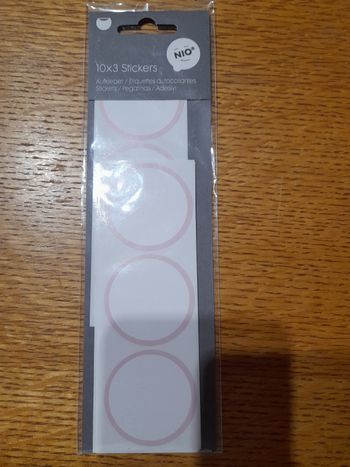 NIO®
10x3 Stickers
Aufkleber / Étiquettes autocollantes
Stickers / Pegatinas / Adesivi